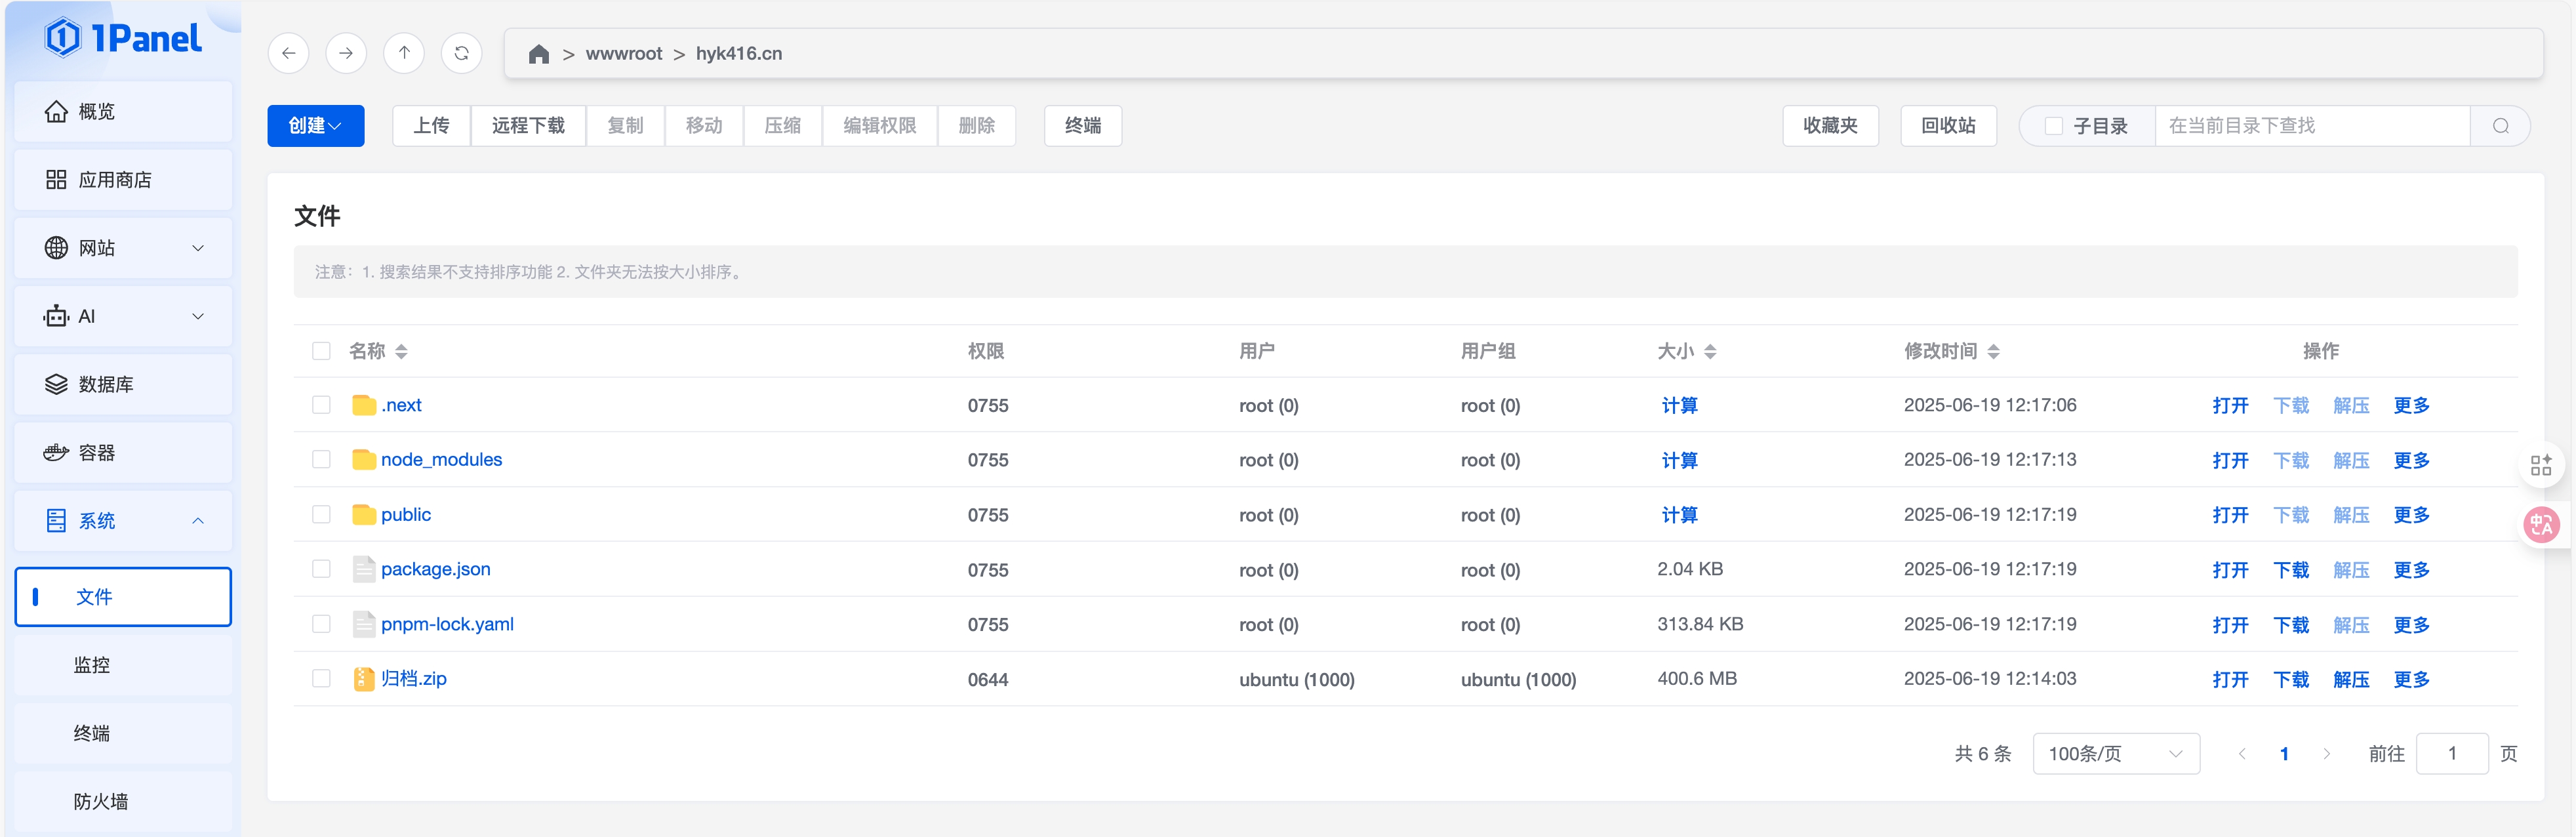 1Panel
概览
应用商店
网站
AI
数据库
容器
系统
文件
监控
终端
防火墙
> wwwroot > hyk416.cn
创建 上传 远程下载 复制 移动 压缩 编辑权限 删除 终端 收藏夹 回收站 子目录 在当前目录下查找
文件
注意：1. 搜索结果不支持排序功能 2. 文件夹无法按大小排序。
名称 权限 用户 用户组 大小 修改时间 操作
.next 0755 root (0) root (0) 计算 2025-06-19 12:17:06 打开 下载 解压 更多
node_modules 0755 root (0) root (0) 计算 2025-06-19 12:17:13 打开 下载 解压 更多
public 0755 root (0) root (0) 计算 2025-06-19 12:17:19 打开 下载 解压 更多
package.json 0755 root (0) root (0) 2.04 KB 2025-06-19 12:17:19 打开 下载 解压 更多
pnpm-lock.yaml 0755 root (0) root (0) 313.84 KB 2025-06-19 12:17:19 打开 下载 解压 更多
归档.zip 0644 ubuntu (1000) ubuntu (1000) 400.6 MB 2025-06-19 12:14:03 打开 下载 解压 更多
共 6 条 100条/页 1 前往 1 页
中A